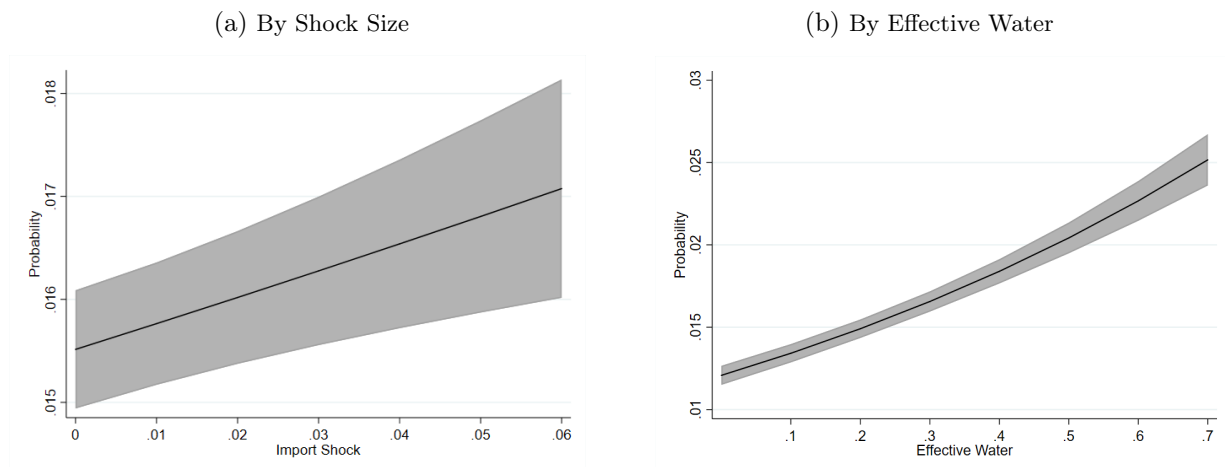 (a) By Shock Size
.018
.017
.016
.015
Probability
0 .01 .02 .03 .04 .05 .06
Import Shock
(b) By Effective Water
.03
.025
.02
.015
.01
Probability
.1 .2 .3 .4 .5 .6 .7
Effective Water